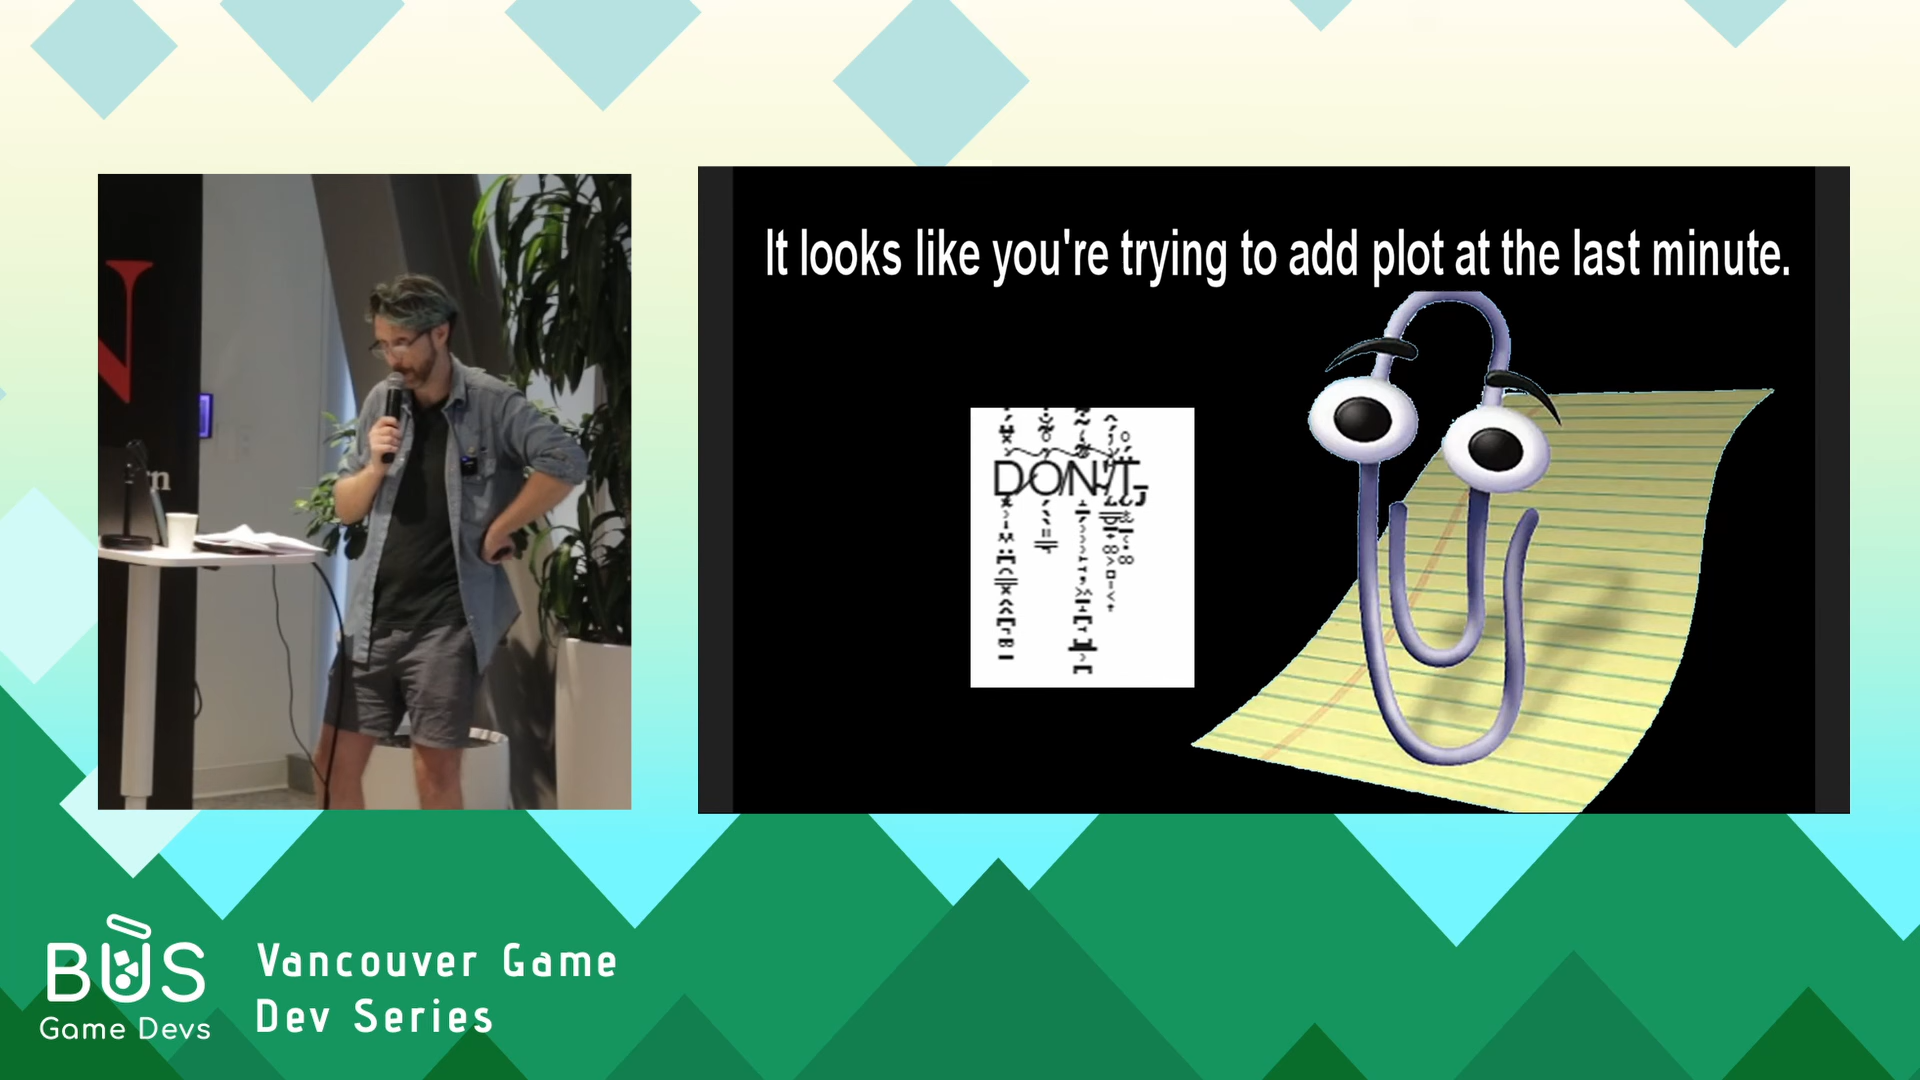 It looks like you're trying to add plot at the last minute.
DON'T
BUS
Game Devs
Vancouver Game
Dev Series